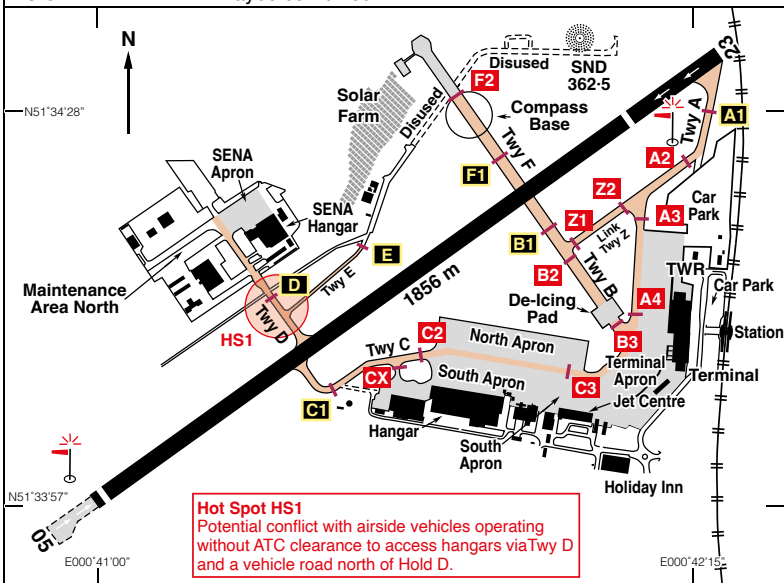 N
N51°34'28"
Solar
Farm
Disused
Disused
SND
362·5
23
F2
Compass
Base
Twy F
F1
Twy A
A1
A2
Z2
A3
Car
Park
Z1
Link
Twy Z
B1
B2
Twy B
SENA
Apron
SENA
Hangar
Maintenance
Area North
D
E
Twy E
Twy D
HS1
1856 m
De-Icing
Pad
TWR
Car Park
A4
B3
Station
Terminal
Twy C
C2
CX
C1
North Apron
South Apron
C3
Terminal
Apron
Jet Centre
Hangar
South
Apron
Holiday Inn
N51°33'57"
05
Hot Spot HS1
Potential conflict with airside vehicles operating
without ATC clearance to access hangars viaTwy D
and a vehicle road north of Hold D.
E000°41'00"
E000°42'15"